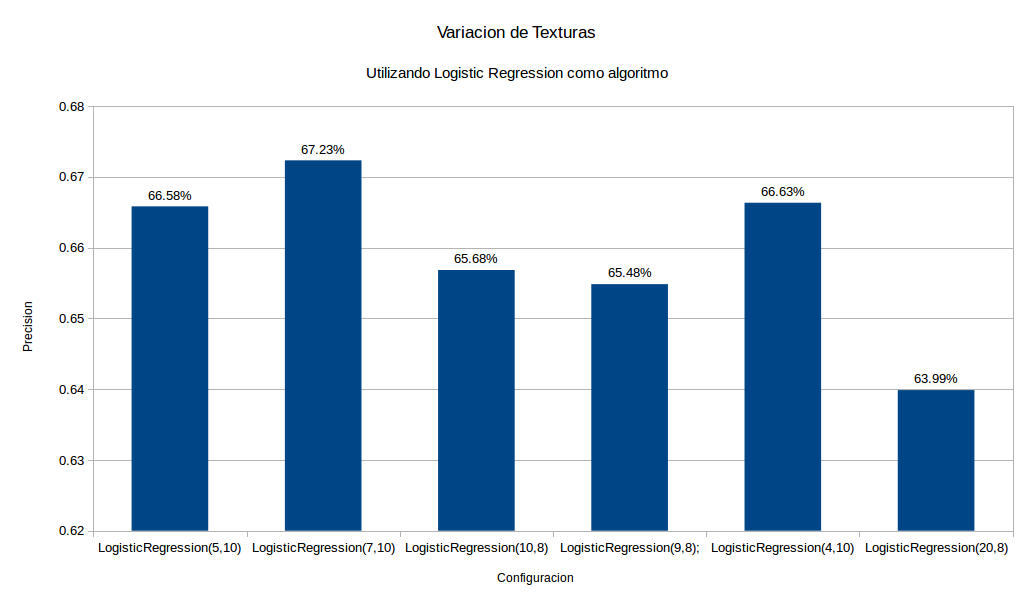 Variacion de Texturas
Utilizando Logistic Regression como algoritmo
0.68
67.23%
0.67
66.58%
66.63%
0.66
65.68%
65.48%
0.65
0.64
63.99%
0.63
0.62
Precision
LogisticRegression(5,10) LogisticRegression(7,10) LogisticRegression(10,8) LogisticRegression(9,8); LogisticRegression(4,10) LogisticRegression(20,8)
Configuracion